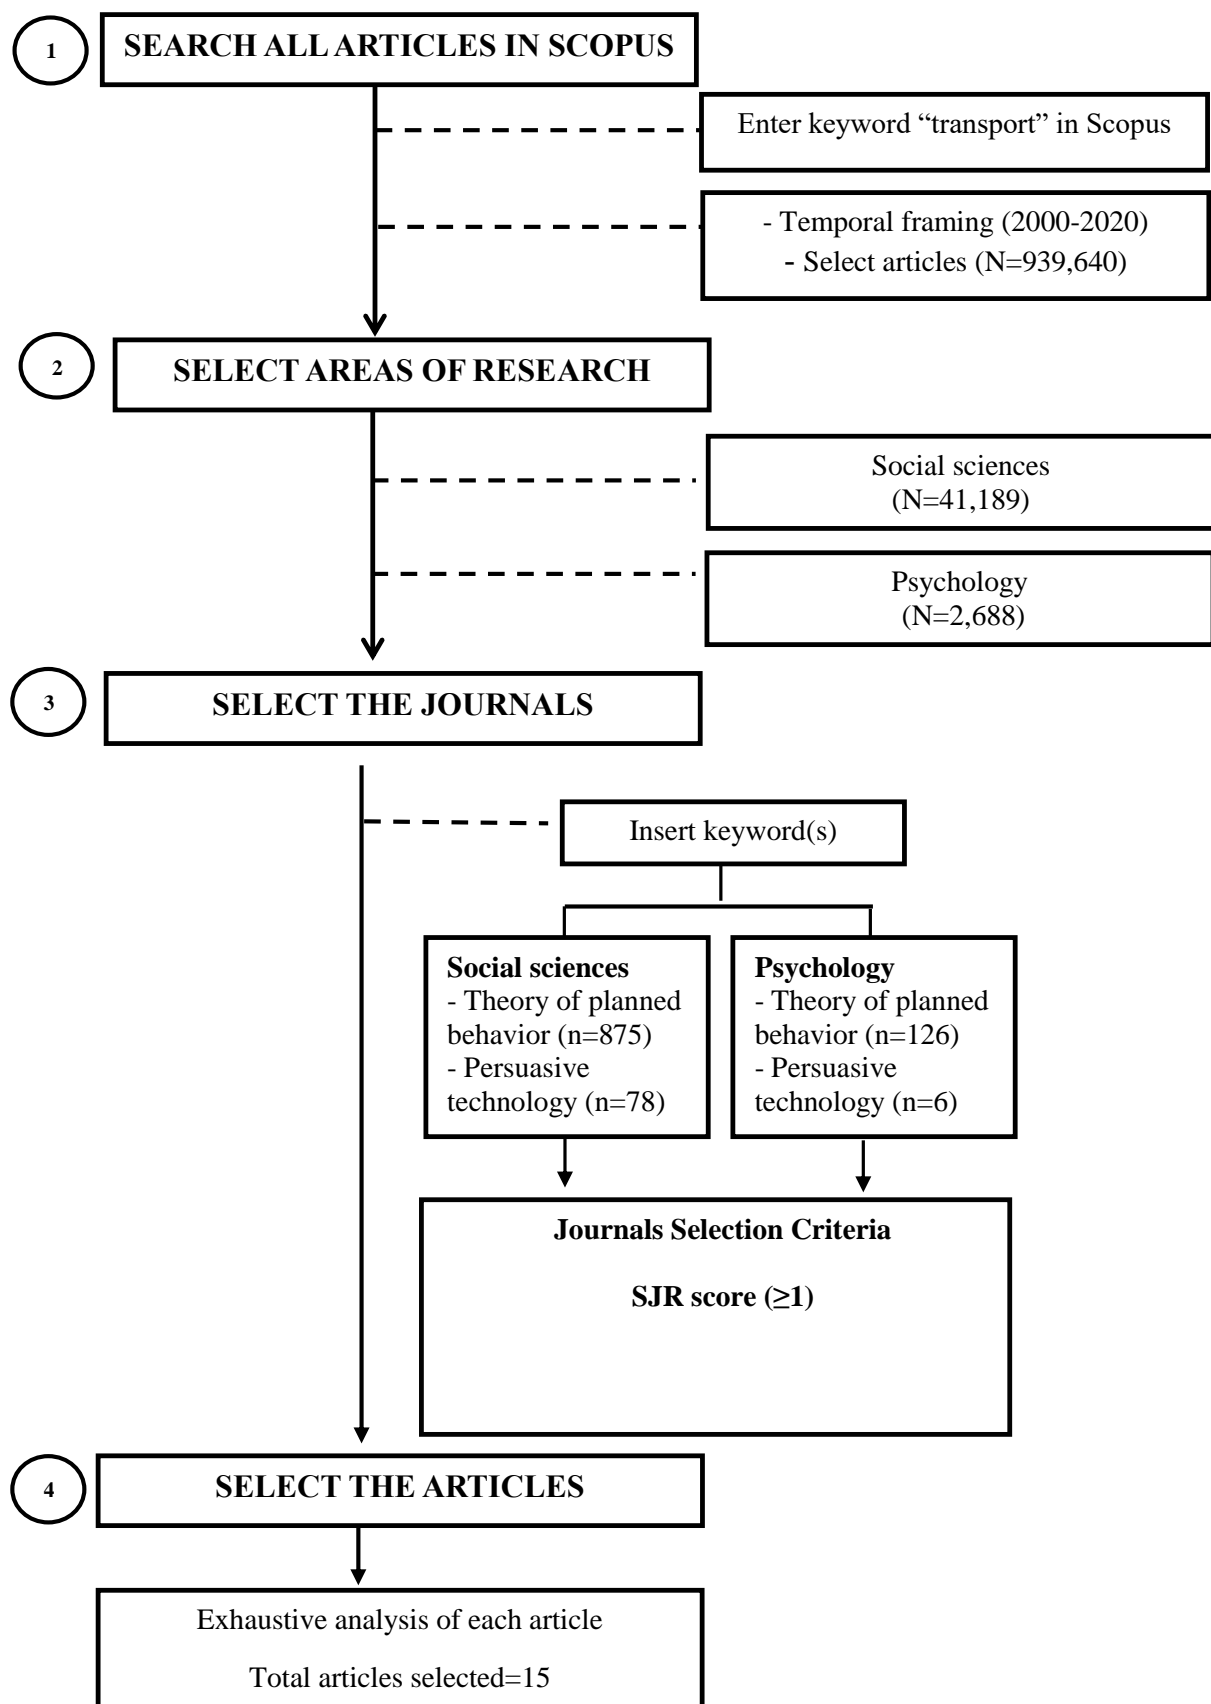 1
SEARCH ALL ARTICLES IN SCOPUS
Enter keyword “transport” in Scopus
- Temporal framing (2000-2020)
- Select articles (N=939,640)
2
SELECT AREAS OF RESEARCH
Social sciences
(N=41,189)
Psychology
(N=2,688)
3
SELECT THE JOURNALS
Insert keyword(s)
Social sciences
- Theory of planned
behavior (n=875)
- Persuasive
technology (n=78)
Psychology
- Theory of planned
behavior (n=126)
- Persuasive
technology (n=6)
Journals Selection Criteria
SJR score (≥1)
4
SELECT THE ARTICLES
Exhaustive analysis of each article
Total articles selected=15